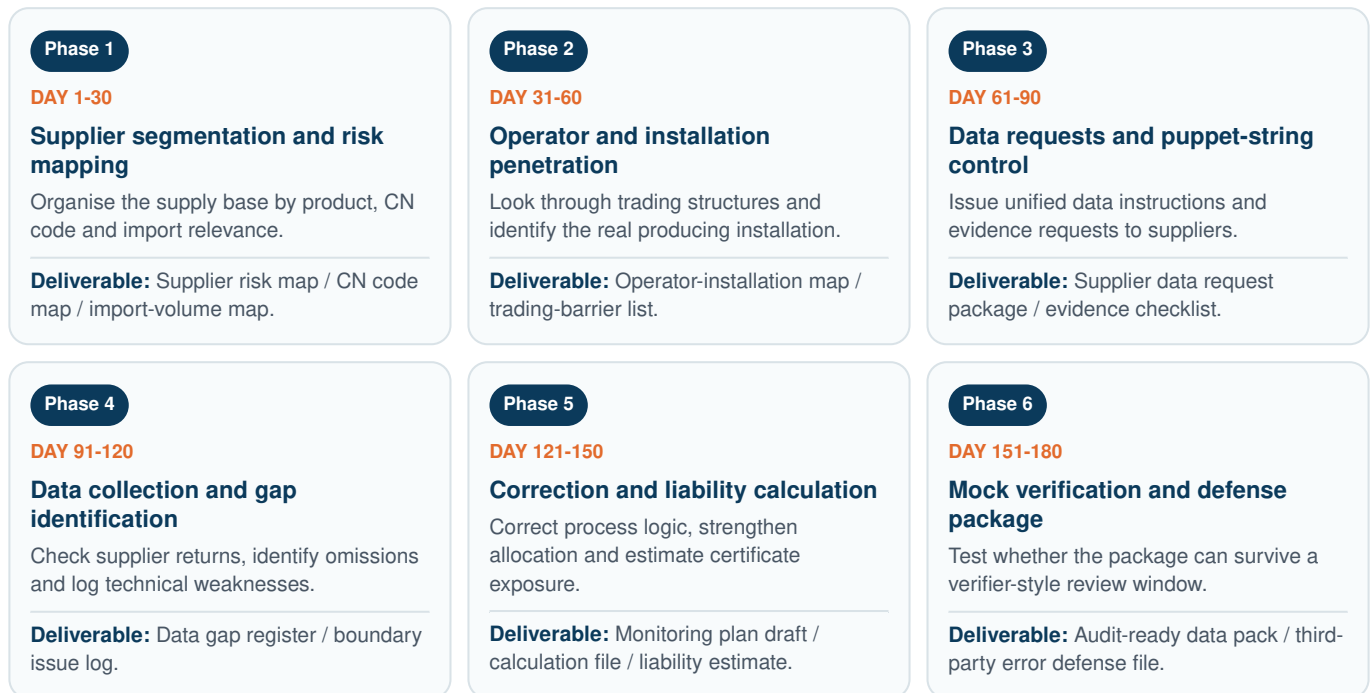 Phase 1
DAY 1-30
Supplier segmentation and risk
mapping
Organise the supply base by product, CN
code and import relevance.
Deliverable: Supplier risk map / CN code
map / import-volume map.
Phase 2
DAY 31-60
Operator and installation
penetration
Look through trading structures and
identify the real producing installation.
Deliverable: Operator-installation map /
trading-barrier list.
Phase 3
DAY 61-90
Data requests and puppet-string
control
Issue unified data instructions and
evidence requests to suppliers.
Deliverable: Supplier data request
package / evidence checklist.
Phase 4
DAY 91-120
Data collection and gap
identification
Check supplier returns, identify omissions
and log technical weaknesses.
Deliverable: Data gap register / boundary
issue log.
Phase 5
DAY 121-150
Correction and liability calculation
Correct process logic, strengthen
allocation and estimate certificate
exposure.
Deliverable: Monitoring plan draft /
calculation file / liability estimate.
Phase 6
DAY 151-180
Mock verification and defense
package
Test whether the package can survive a
verifier-style review window.
Deliverable: Audit-ready data pack / third-
party error defense file.